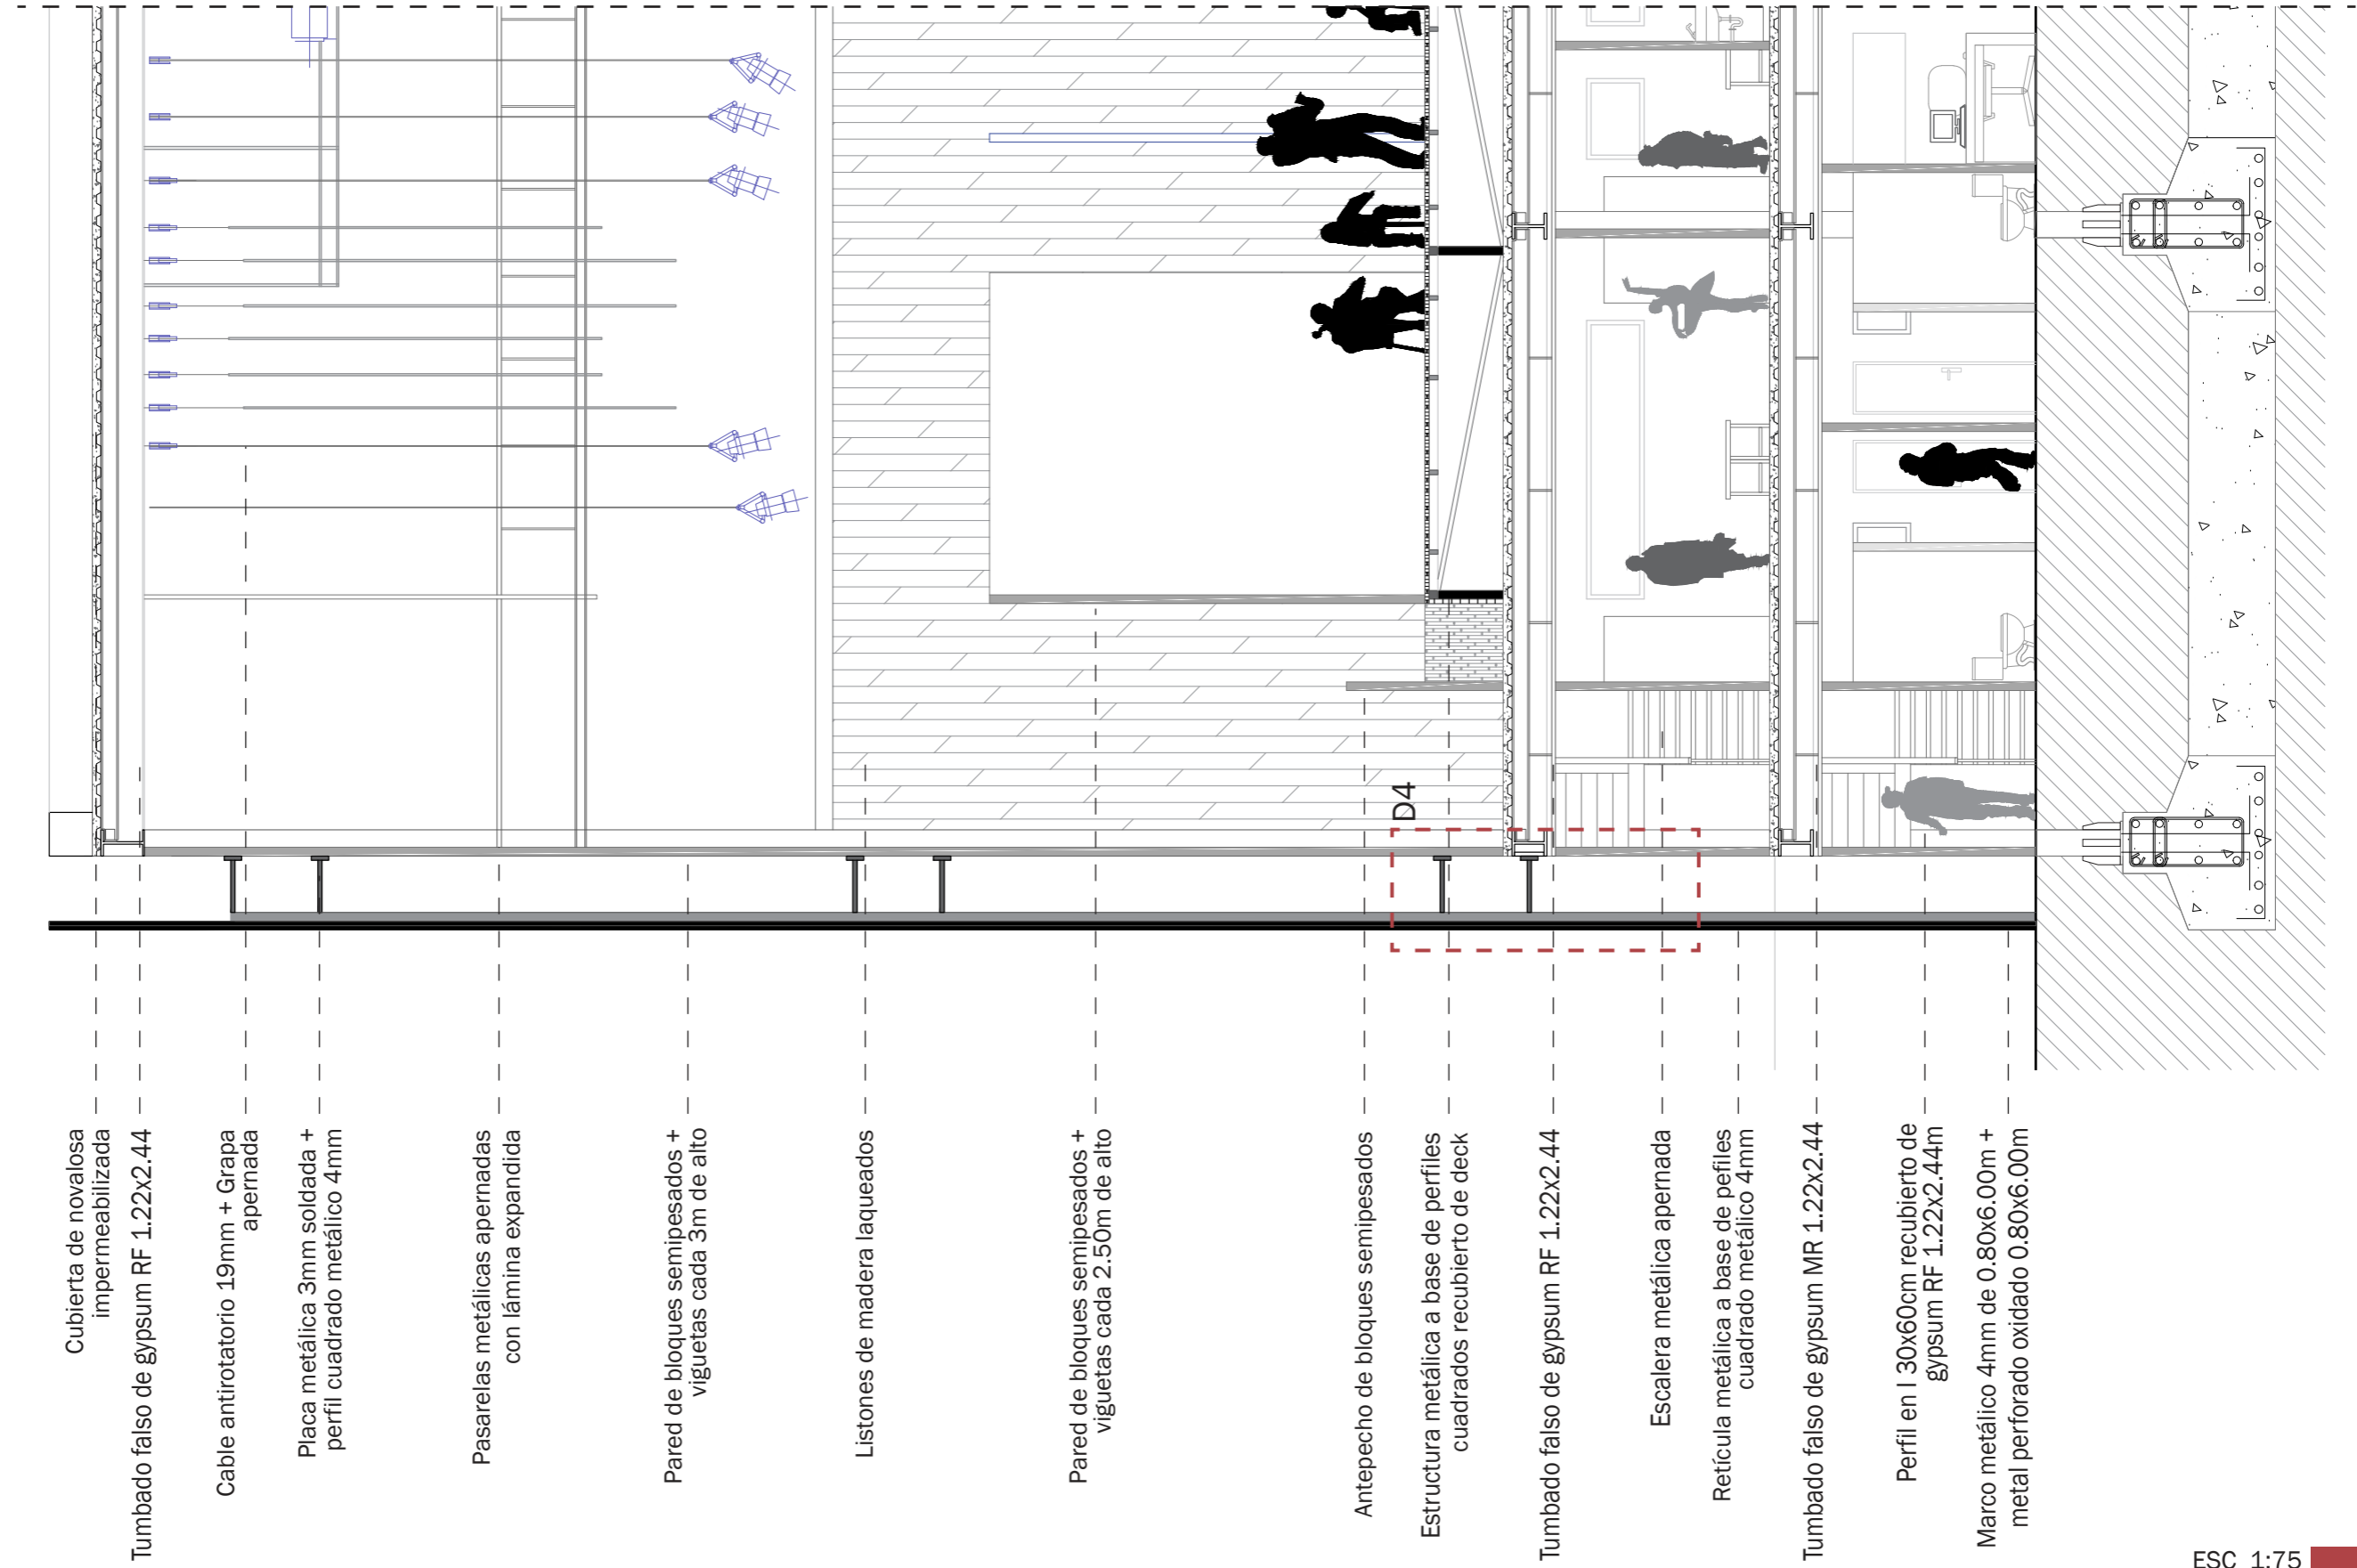 D4
Cubierta de novalosa
impermeabilizada
Tumbado falso de gypsum RF 1.22x2.44
Cable antirotatorio 19mm + Grapa
apernada
Placa metálica 3mm soldada +
perfil cuadrado metálico 4mm
Pasarelas metálicas apernadas
con lámina expandida
Pared de bloques semipesados +
viguetas cada 3m de alto
Listones de madera laqueados
Pared de bloques semipesados +
viguetas cada 2.50m de alto
Antepecho de bloques semipesados
Estructura metálica a base de perfiles
cuadrados recubierto de deck
Tumbado falso de gypsum RF 1.22x2.44
Escalera metálica apernada
Retícula metálica a base de pefiles
cuadrado metálico 4mm
Tumbado falso de gypsum MR 1.22x2.44
Perfil en I 30x60cm recubierto de
gypsum RF 1.22x2.44m
Marco metálico 4mm de 0.80x6.00m +
metal perforado oxidado 0.80x6.00m
ESC_1:75